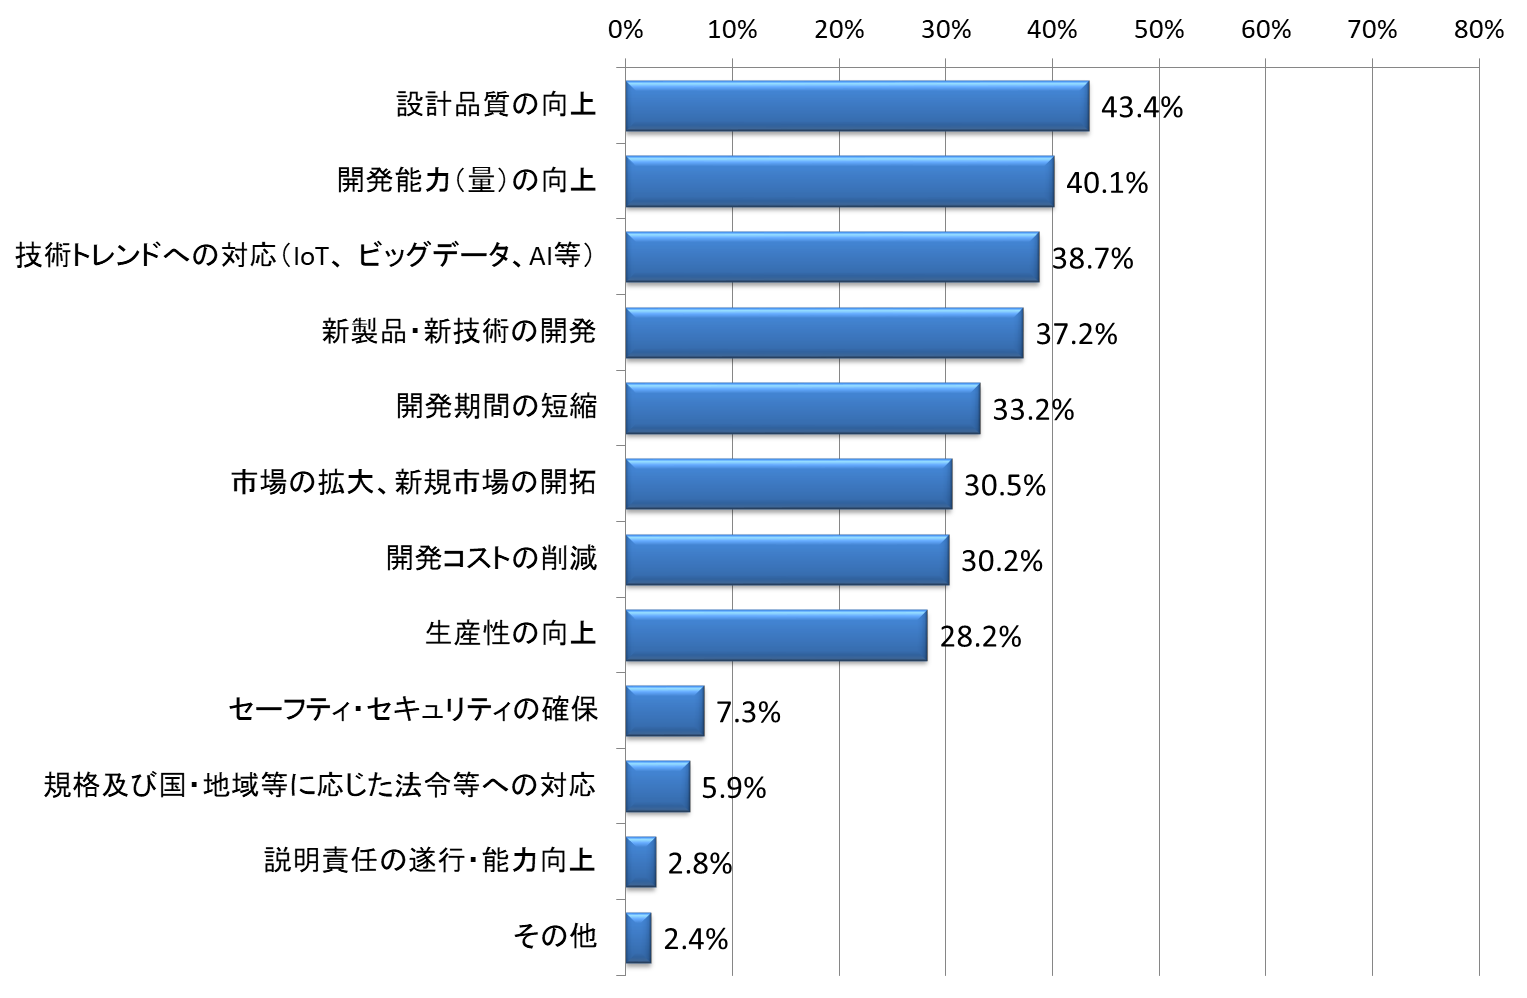 0% 10% 20% 30% 40% 50% 60% 70% 80%
設計品質の向上 43.4%
開発能力（量）の向上 40.1%
技術トレンドへの対応（IoT、ビッグデータ、AI等） 38.7%
新製品・新技術の開発 37.2%
開発期間の短縮 33.2%
市場の拡大、新規市場の開拓 30.5%
開発コストの削減 30.2%
生産性の向上 28.2%
セーフティ・セキュリティの確保 7.3%
規格及び国・地域等に応じた法令等への対応 5.9%
説明責任の遂行・能力向上 2.8%
その他 2.4%